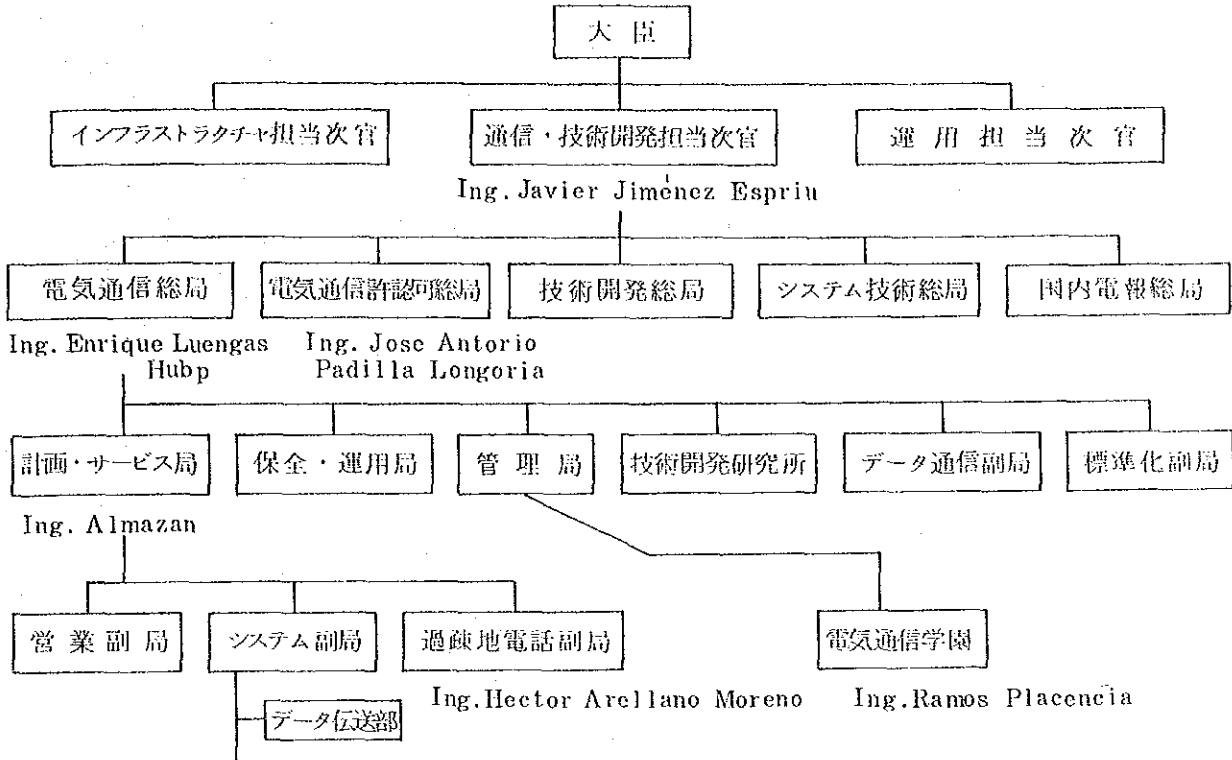 大臣
インフラストラクチャ担当次官
通信・技術開発担当次官
運用担当次官
Ing. Javier Jiménez Espriu
電気通信総局
電気通信許認可総局
技術開発総局
システム技術総局
国内電報総局
Ing. Enrique Luengas
Hubp
Ing. Jose Antorio
Padilla Longoria
計画・サービス局
保全・運用局
管理局
技術開発研究所
データ通信副局
標準化副局
Ing. Almazan
営業副局
システム副局
過疎地電話副局
電気通信学園
Ing. Hector Arellano Moreno
Ing. Ramos Placencia
データ伝送部